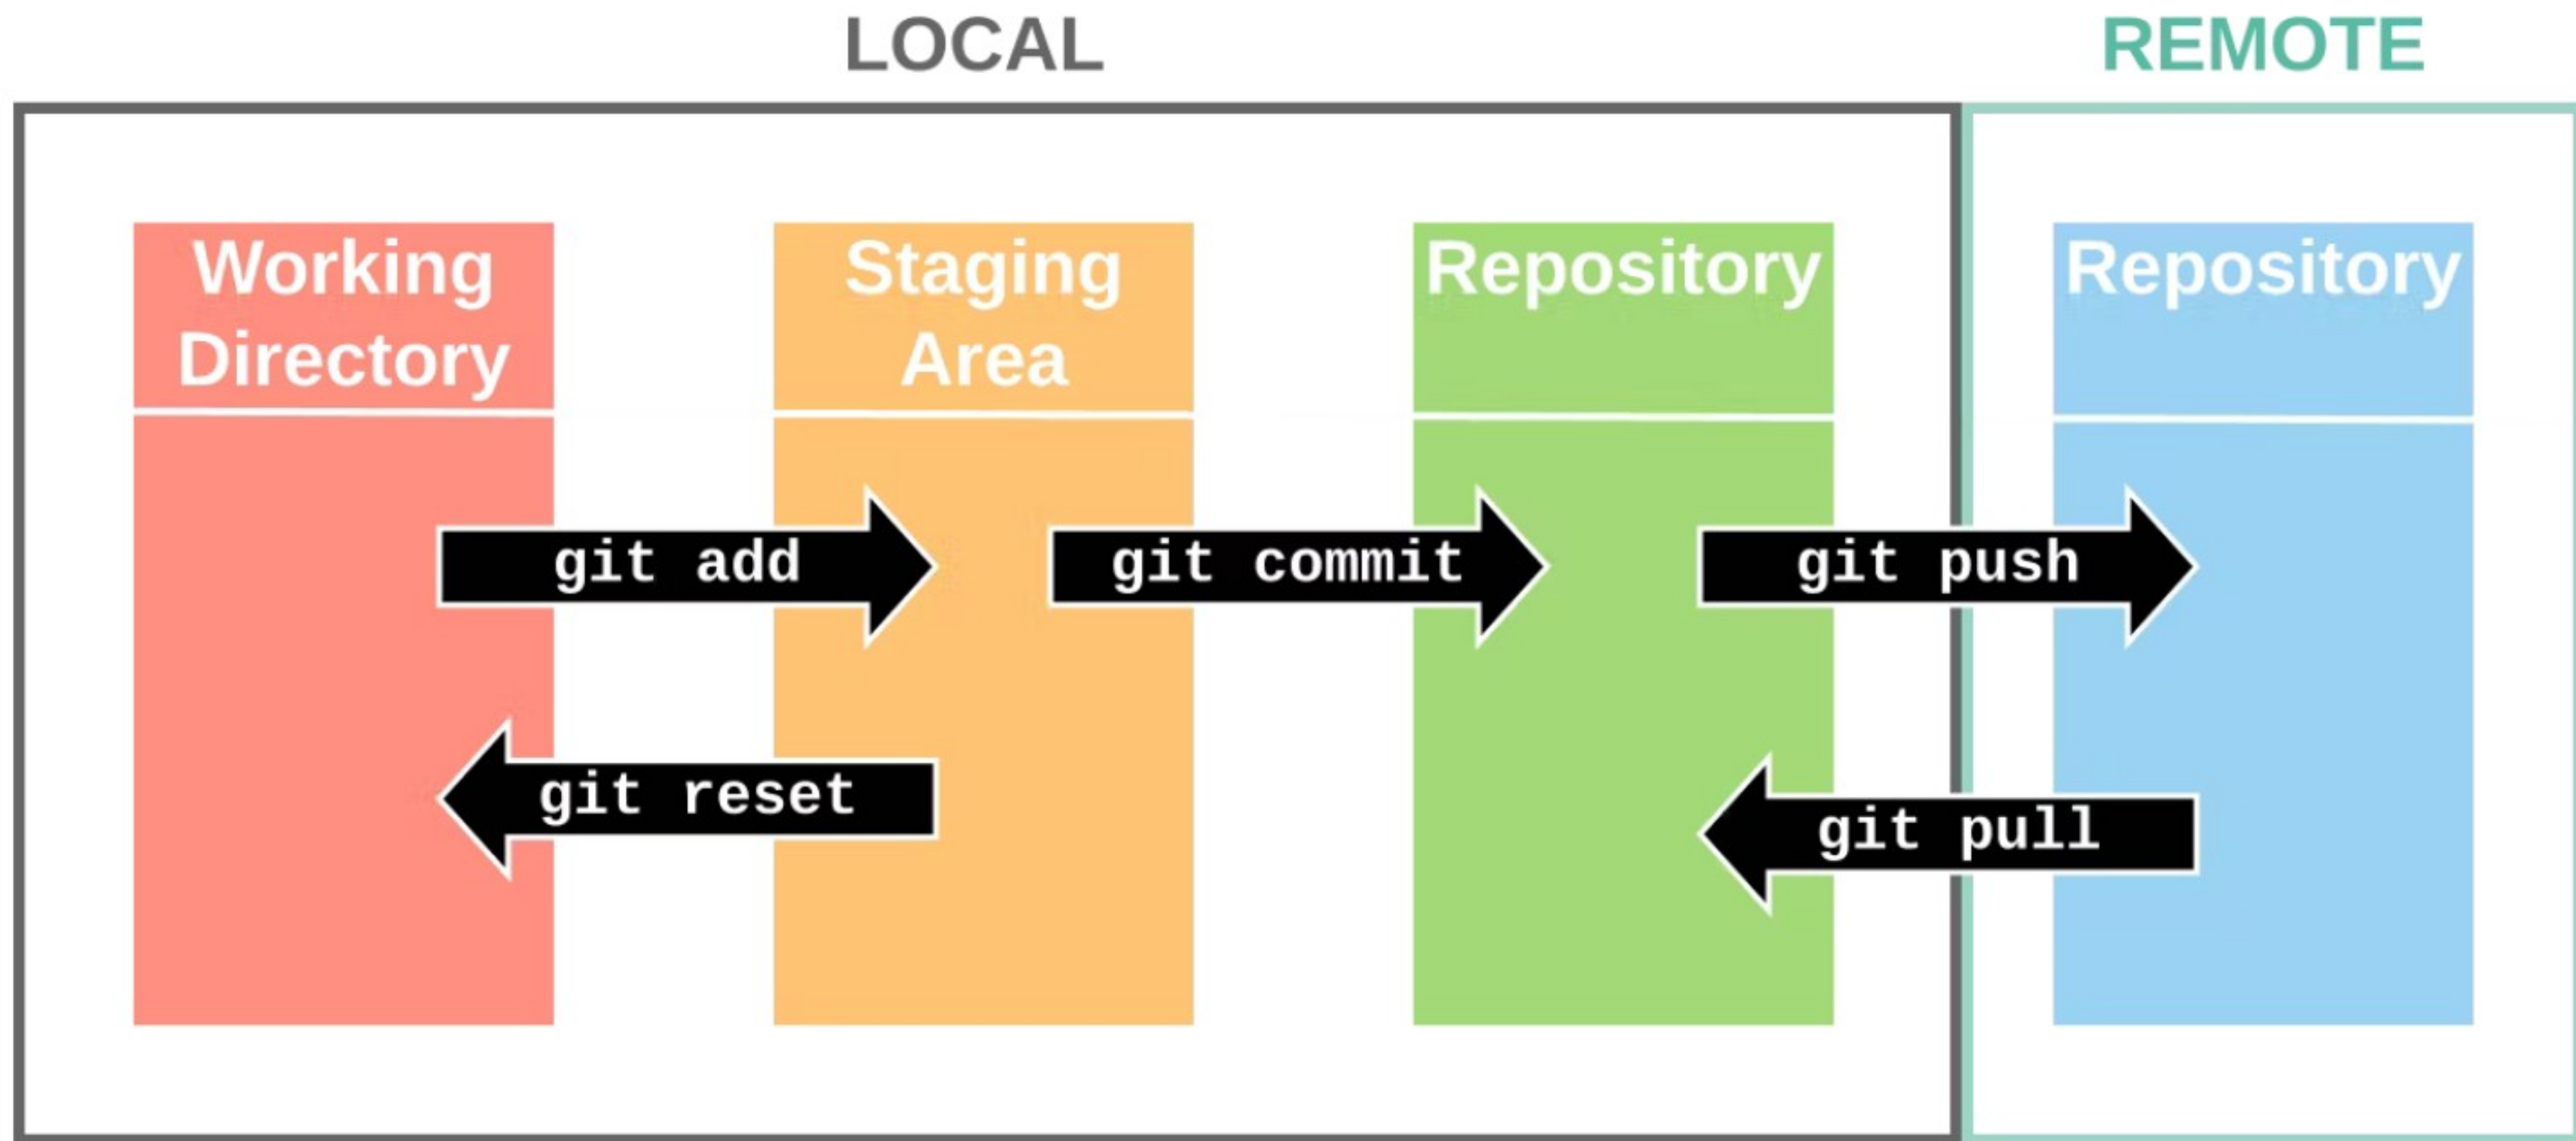 LOCAL
REMOTE
Working
Directory
Staging
Area
Repository
Repository
git add
git commit
git push
git reset
git pull